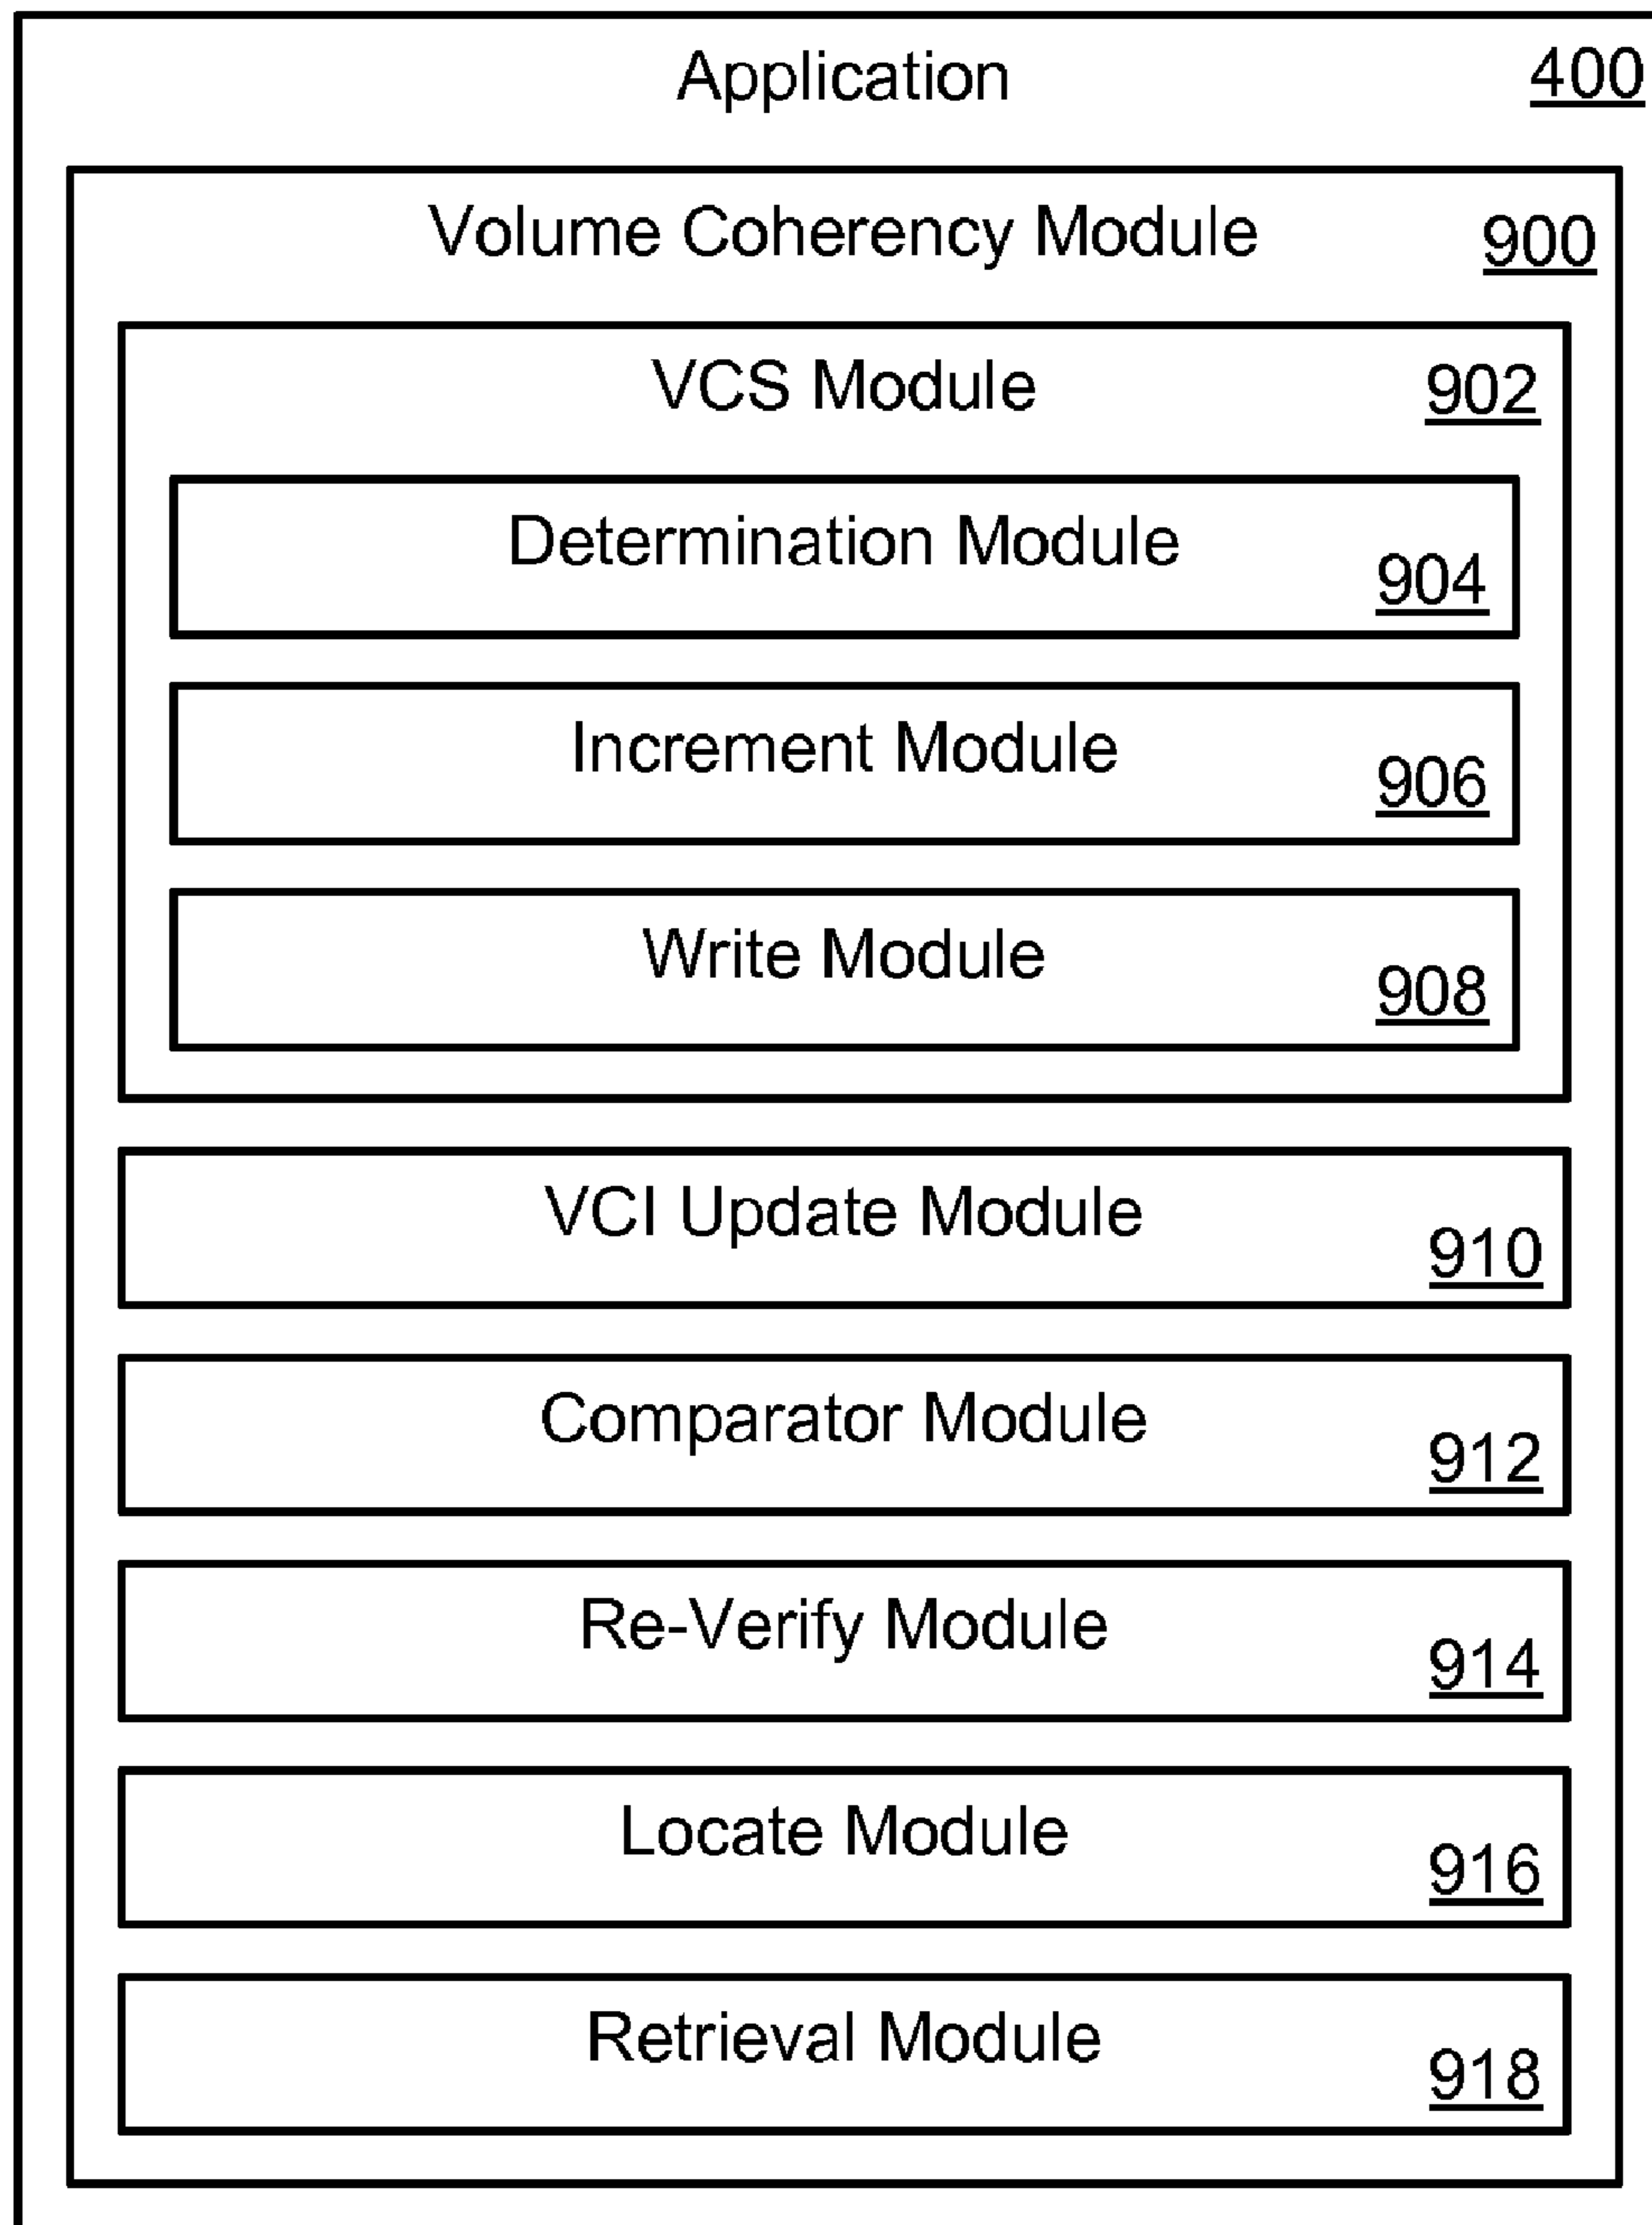 Application 400
Volume Coherency Module 900
VCS Module 902
Determination Module 904
Increment Module 906
Write Module 908
VCI Update Module 910
Comparator Module 912
Re-Verify Module 914
Locate Module 916
Retrieval Module 918